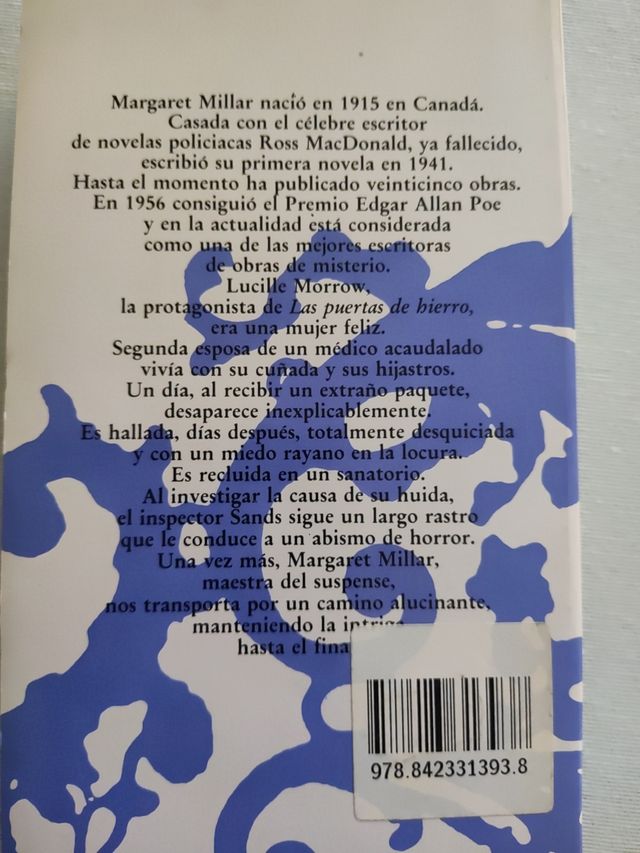 Margaret Millar nació en 1915 en Canadá.
Casada con el célebre escritor
de novelas policiacas Ross MacDonald, ya fallecido,
escribió su primera novela en 1941.
Hasta el momento ha publicado veinticinco obras.
En 1956 consiguió el Premio Edgar Allan Poe
y en la actualidad está considerada
como una de las mejores escritoras
de obras de misterio.
Lucille Morrow,
la protagonista de Las puertas de hierro,
era una mujer feliz.
Segunda esposa de un médico acaudalado
vivía con su cuñada y sus hijastros.
Un día, al recibir un extraño paquete,
desaparece inexplicablemente.
Es hallada, días después, totalmente desquiciada
y con un miedo rayano en la locura.
Es recluida en un sanatorio.
Al investigar la causa de su huida,
el inspector Sands sigue un largo rastro
que le conduce a un abismo de horror.
Una vez más, Margaret Millar,
maestra del suspense,
nos transporta por un camino alucinante,
manteniendo la intriga
hasta el fina
978.842331393.8